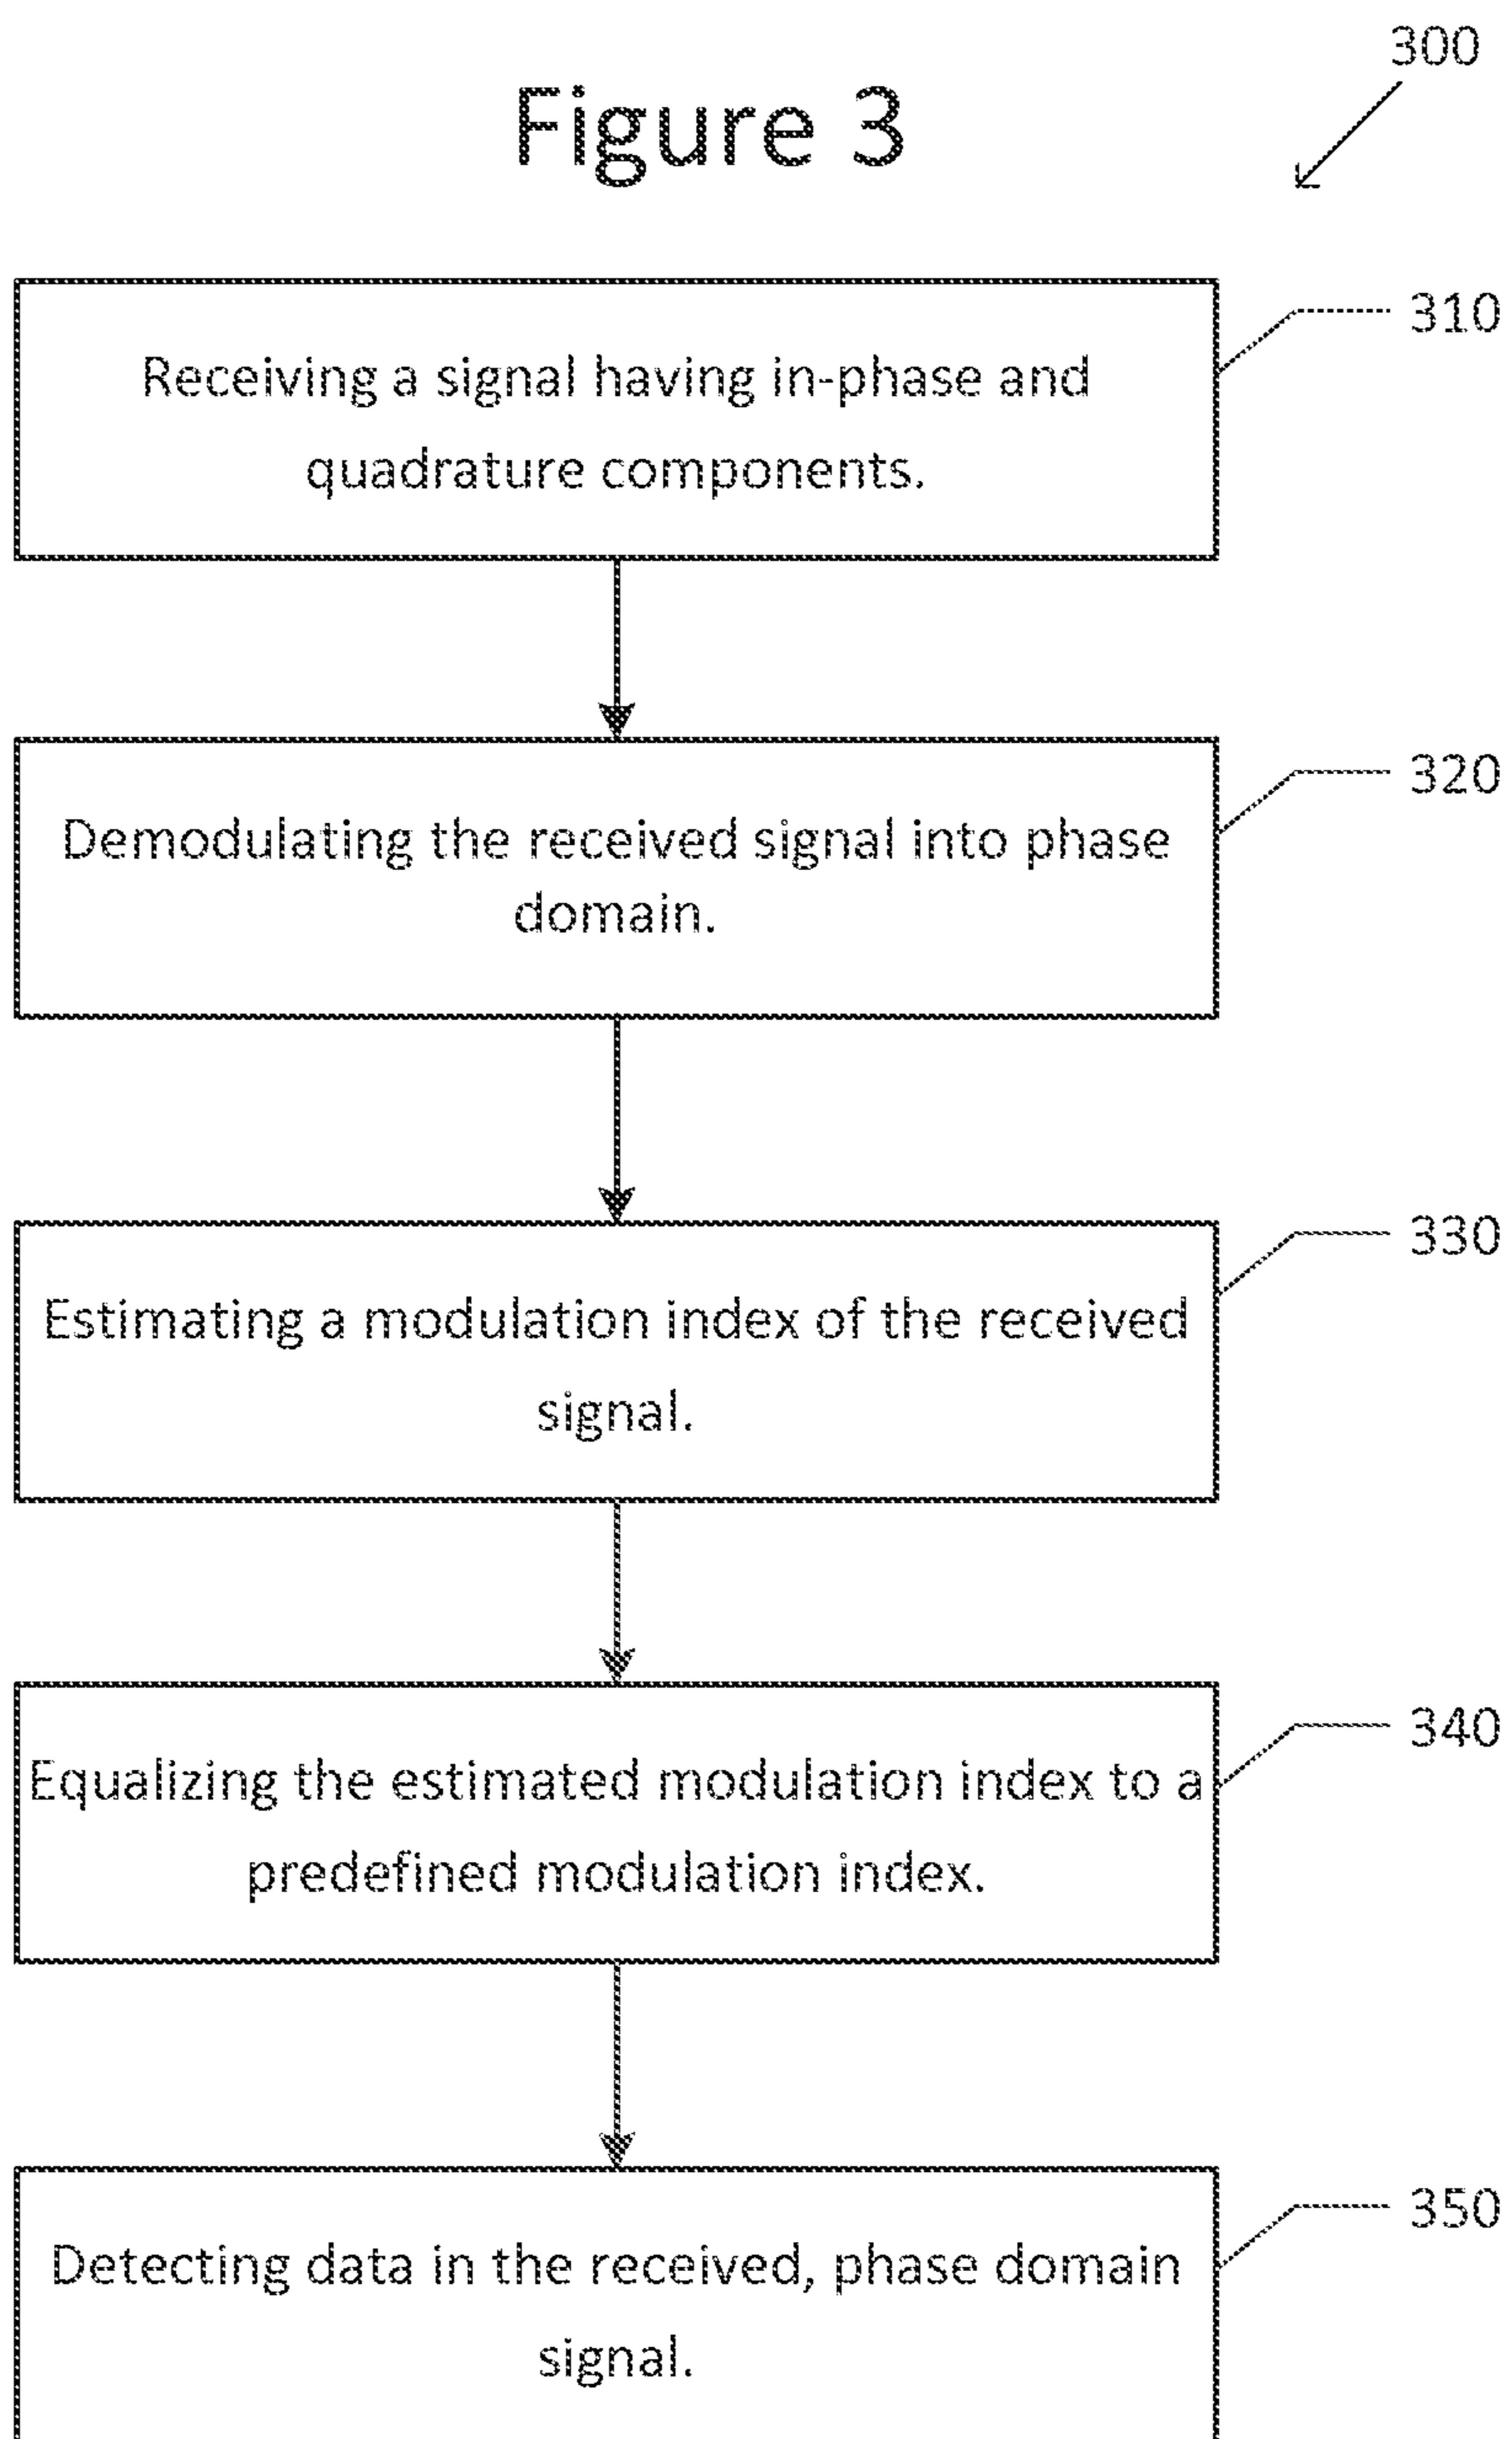 300
Figure 3
310
Receiving a signal having in-phase and
quadrature components.
320
Demodulating the received signal into phase
domain.
330
Estimating a modulation index of the received
signal.
340
Equalizing the estimated modulation index to a
predefined modulation index.
350
Detecting data in the received, phase domain
signal.